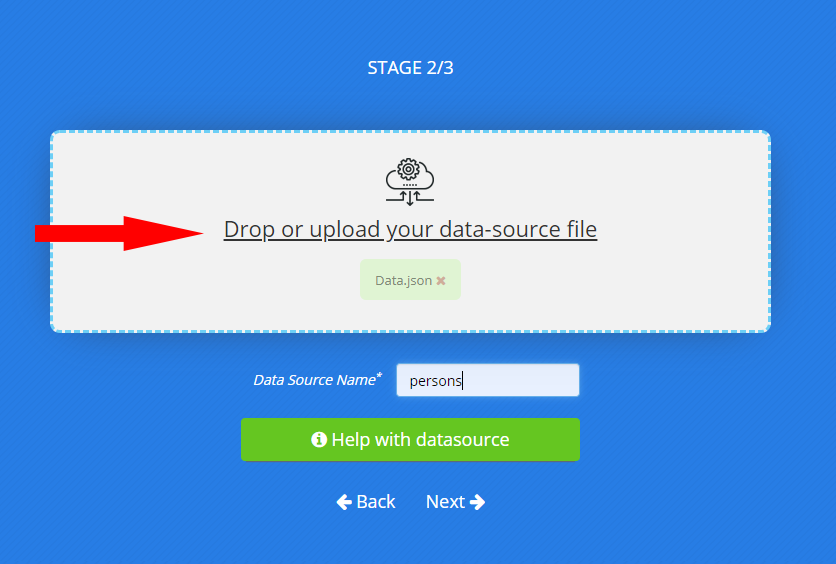 STAGE 2/3
Drop or upload your data-source file
Data.json ✖
Data Source Name* persons
Help with datasource
Back Next